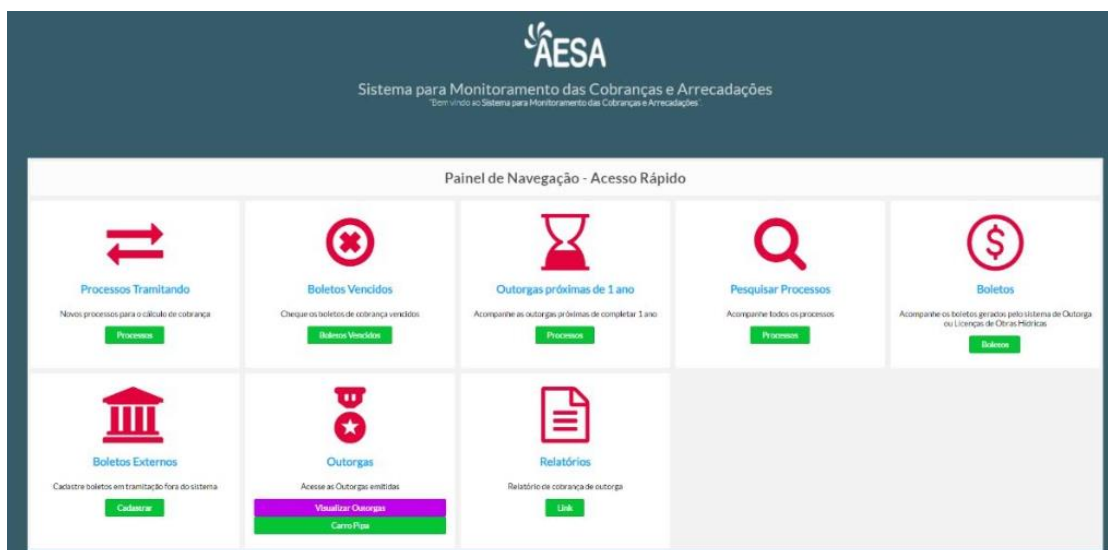 AESA
Sistema para Monitoramento das Cobranças e Arrecadações
"Bem vindo ao Sistema para Monitoramento das Cobranças e Arrecadações".
Painel de Navegação - Acesso Rápido
Processos Tramitando
Novos processos para o cálculo de cobrança
Processos
Boletos Vencidos
Cheque os boletos de cobrança vencidos
Boletos Vencidos
Outorgas próximas de 1 ano
Acompanhe as outorgas próximas de completar 1 ano
Processos
Pesquisar Processos
Acompanhe todos os processos
Processos
Boletos
Acompanhe os boletos gerados pelo sistema de Outorga
ou Licenças de Obras Hídricas
Boletos
Boletos Externos
Cadastre boletos em tramitação fora do sistema
Cadastrar
Outorgas
Acesse as Outorgas emitidas
Visualizar Outorgas
Carro Pipa
Relatórios
Relatório de cobrança de outorga
Link